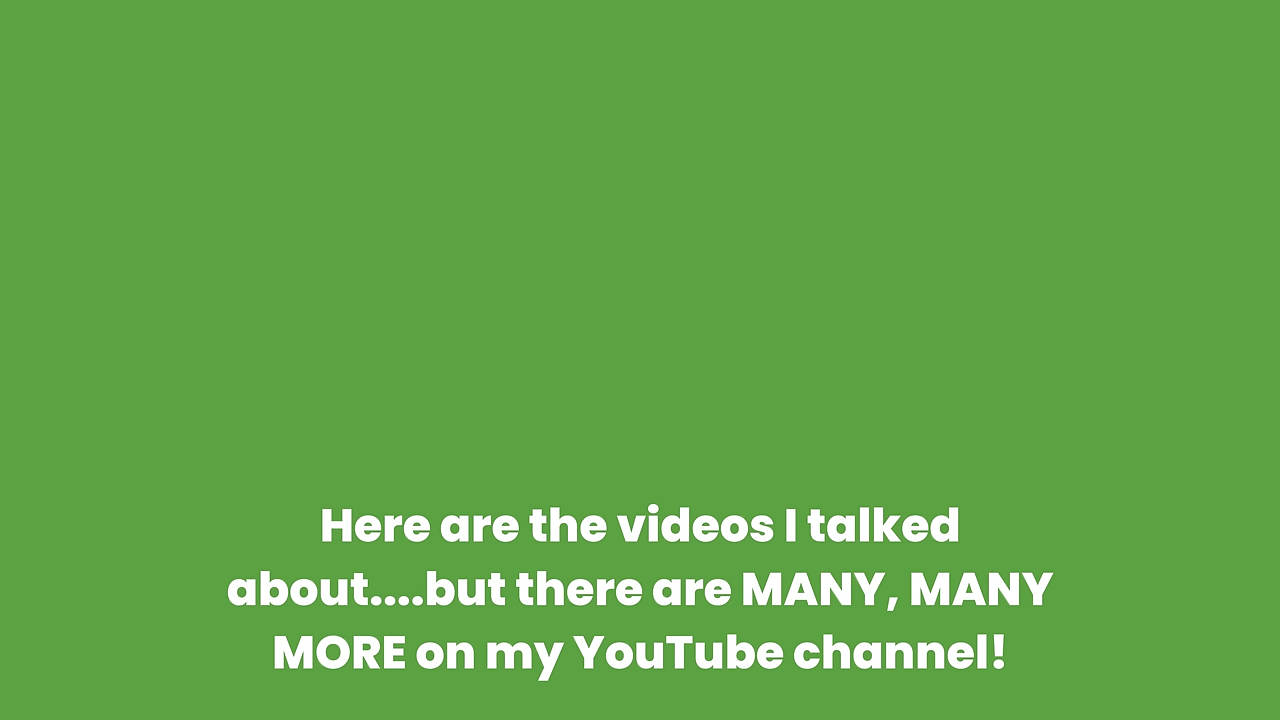 Here are the videos I talked
about....but there are MANY, MANY
MORE on my YouTube channel!